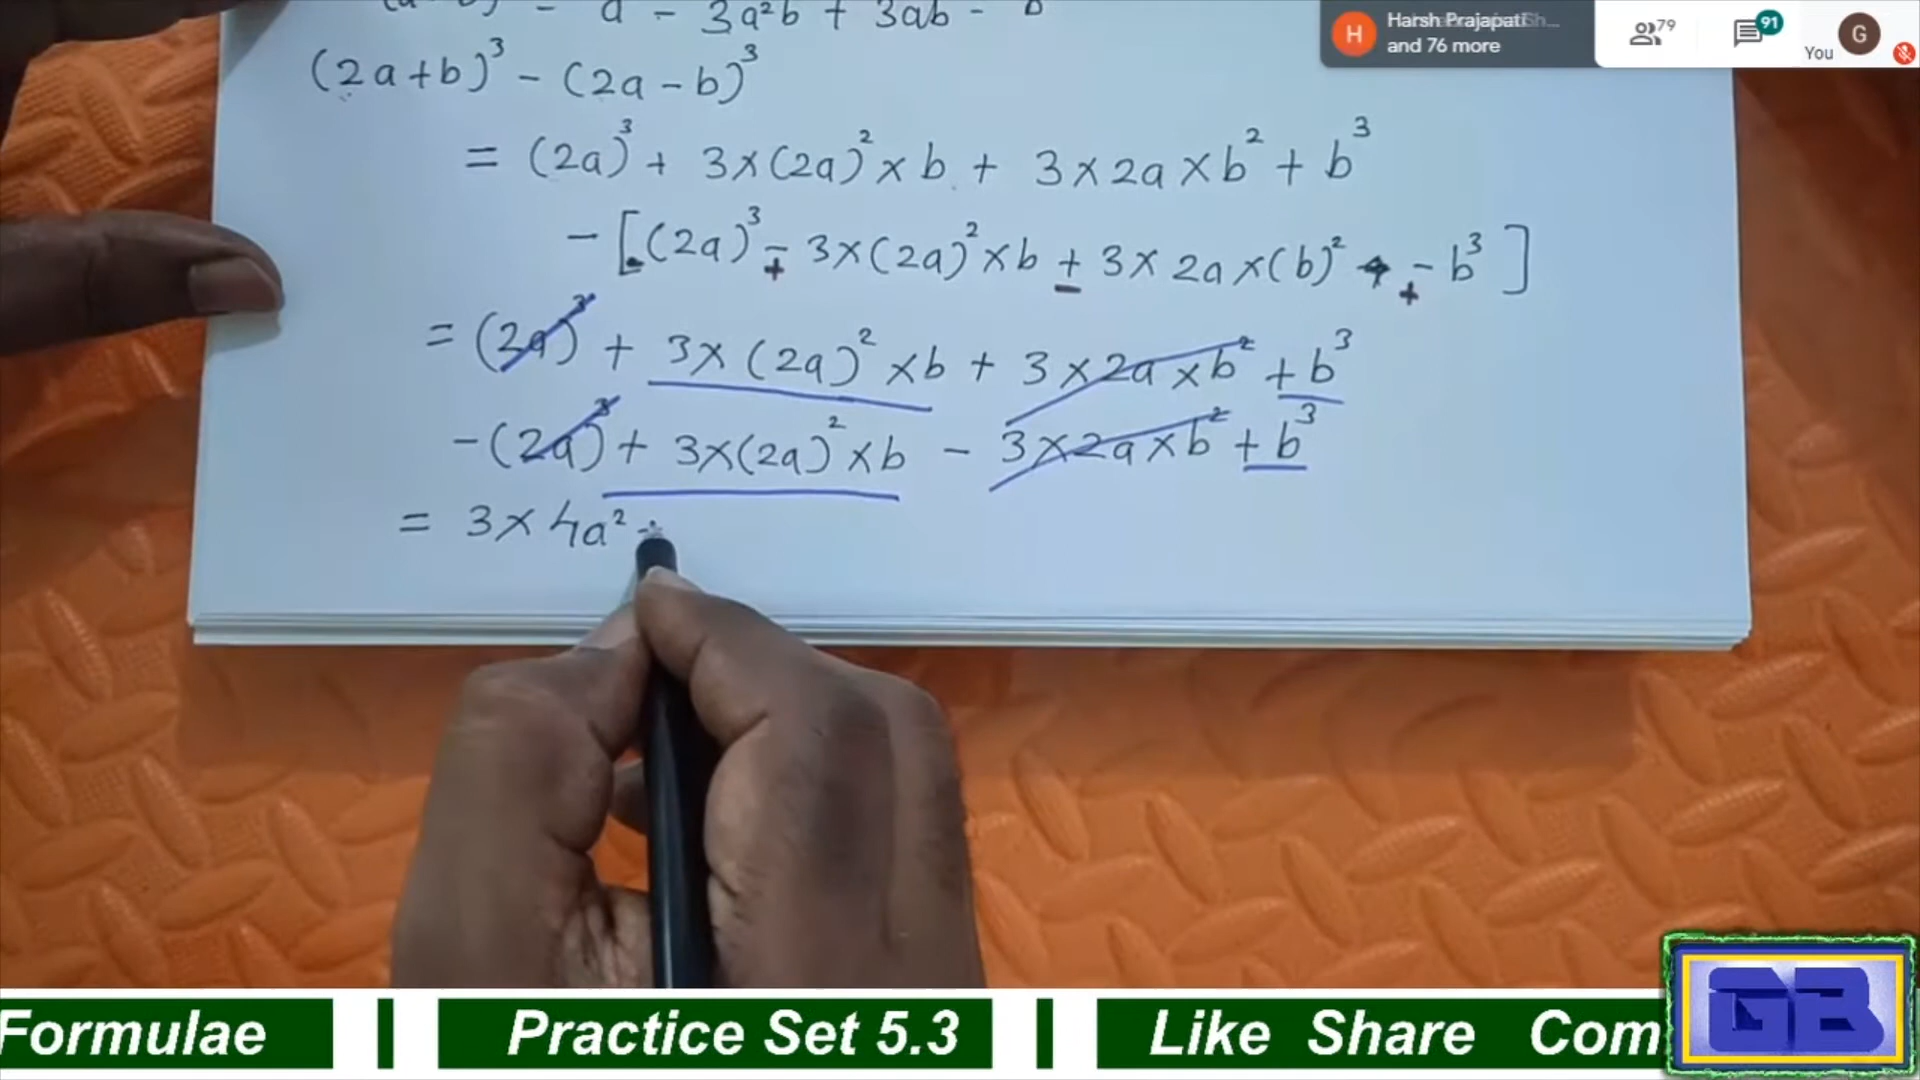 a - 3a²b + 3ab -
(2a+b)³ - (2a-b)³
= (2a)³ + 3×(2a)²×b + 3×2a×b² + b³
- [(2a)³ - 3×(2a)²×b + 3×2a×(b)² - b³]
+ - +
= (2a)³ + 3×(2a)²×b + 3×2a×b² + b³
-(2a)³ + 3×(2a)²×b - 3×2a×b² + b³
= 3×4a²
H
Harsh Prajapati
and 76 more
79
91
You
G
Formulae | Practice Set 5.3 | Like Share Com
GB